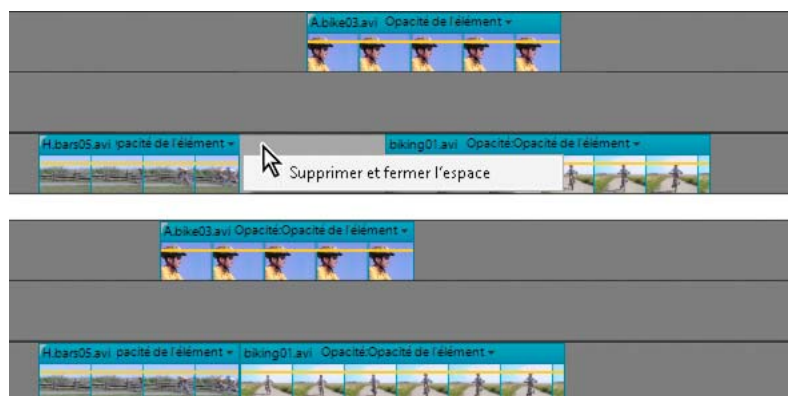 A.bike03.avi Opacité de l'élément
H.bars05.avi pacité de l'élément
biking01.avi Opacité:Opacité de l'élément
Supprimer et fermer l'espace
A.bike03.avi Opacité:Opacité de l'élément
H.bars05.avi pacité de l'élément
biking01.avi Opacité:Opacité de l'élément